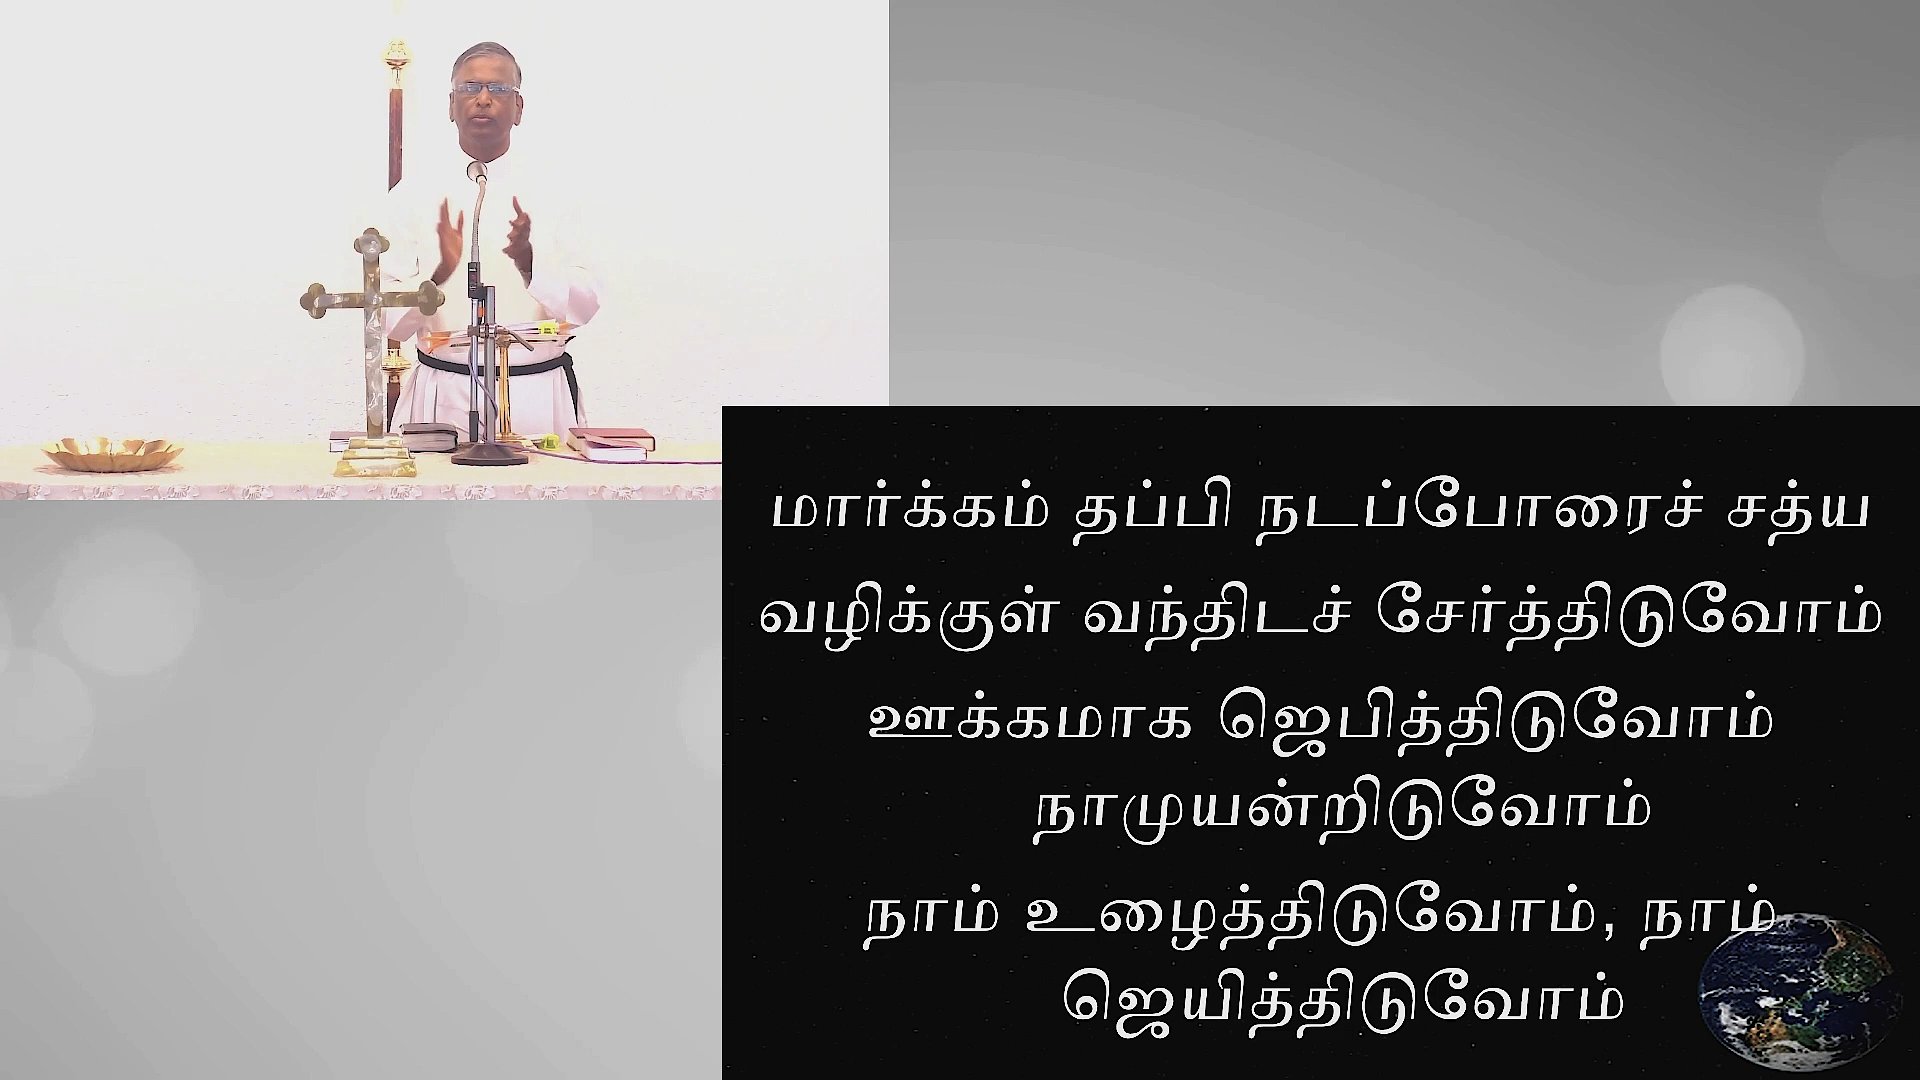 மார்க்கம் தப்பி நடப்போரைச் சத்ய
வழிக்குள் வந்திடச் சேர்த்திடுவோம்
ஊக்கமாக ஜெபித்திடுவோம்
நாமுயன்றிடுவோம்
நாம் உழைத்திடுவோம், நாம்
ஜெயித்திடுவோம்